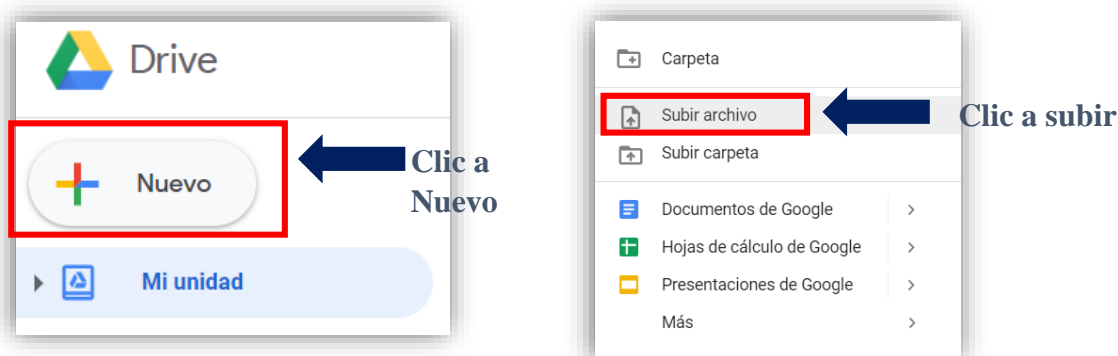 Drive
Nuevo
Clic a
Nuevo
Mi unidad
Carpeta
Subir archivo
Clic a subir
Subir carpeta
Documentos de Google
Hojas de cálculo de Google
Presentaciones de Google
Más